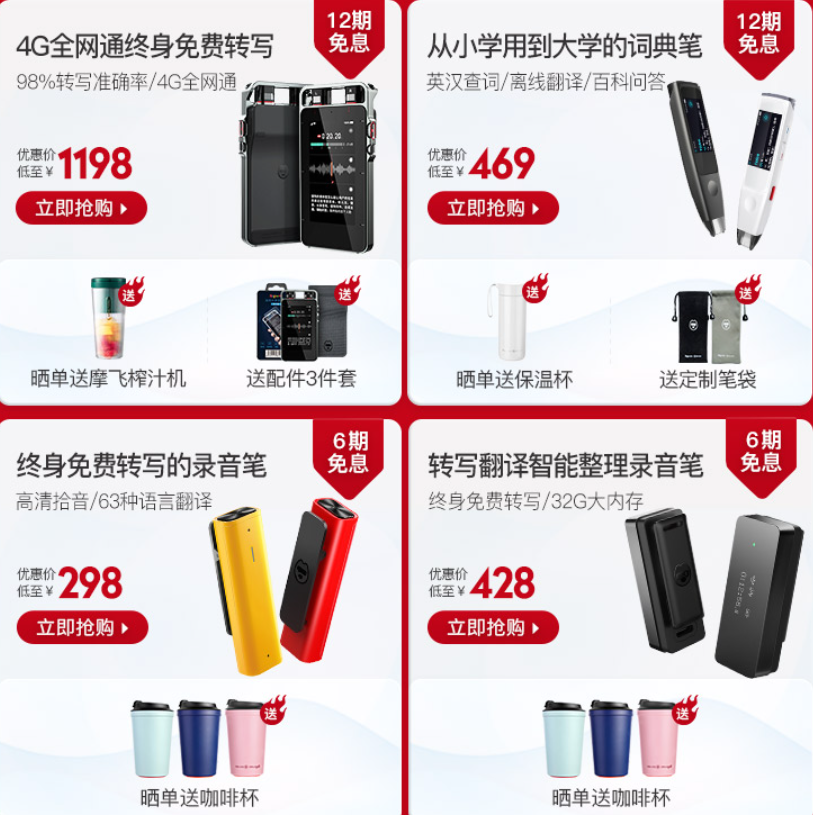 4G全网通终身免费转写
98%转写准确率/4G全网通
12期
免息
优惠价
低至¥1198
立即抢购
送
送
晒单送摩飞榨汁机
送配件3件套
从小学用到大学的词典笔
英汉查词/离线翻译/百科问答
12期
免息
优惠价
低至¥469
立即抢购
送
送
晒单送保温杯
送定制笔袋
终身免费转写的录音笔
高清拾音/63种语言翻译
6期
免息
优惠价
低至¥298
立即抢购
送
晒单送咖啡杯
转写翻译智能整理录音笔
终身免费转写/32G大内存
6期
免息
优惠价
低至¥428
立即抢购
送
晒单送咖啡杯